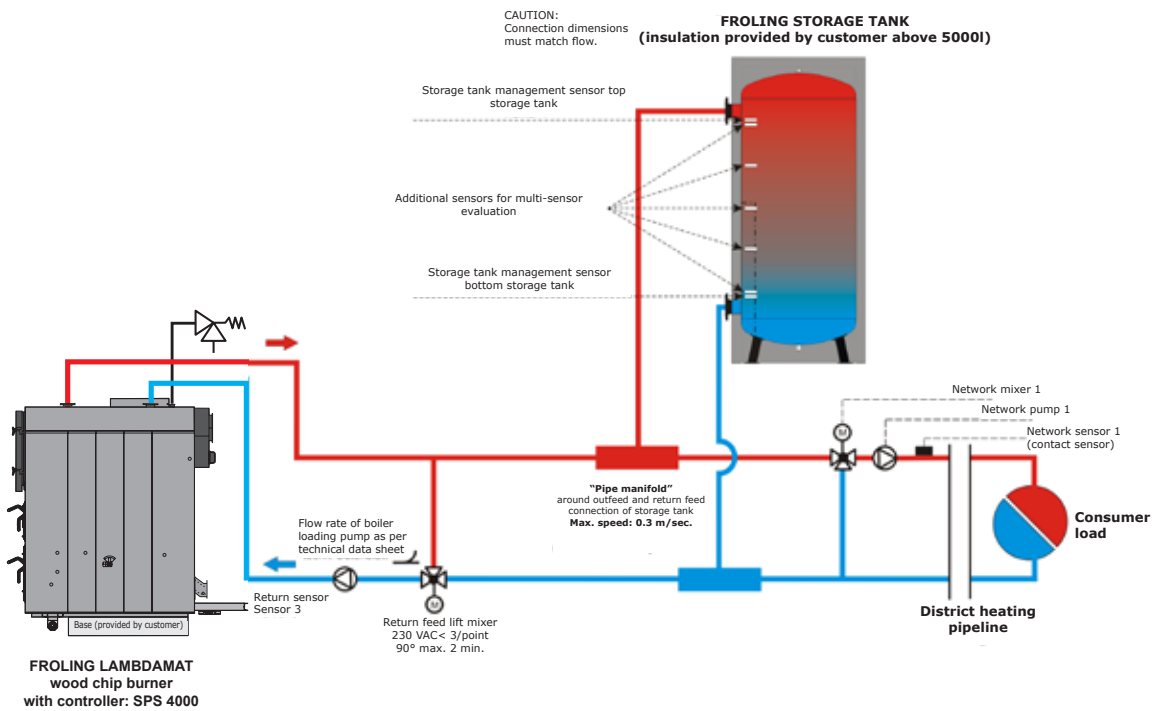 CAUTION:
Connection dimensions
must match flow.
FROLING STORAGE TANK
(insulation provided by customer above 5000l)
Storage tank management sensor top
storage tank
Additional sensors for multi-sensor
evaluation
Storage tank management sensor
bottom storage tank
Network mixer 1
Network pump 1
Network sensor 1
(contact sensor)
M
"Pipe manifold"
around outfeed and return feed
connection of storage tank
Max. speed: 0.3 m/sec.
Consumer
load
Flow rate of boiler
loading pump as per
technical data sheet
Return sensor
Sensor 3
M
Base (provided by customer)
Return feed lift mixer
230 VAC< 3/point
90° max. 2 min.
District heating
pipeline
FROLING LAMBDAMAT
wood chip burner
with controller: SPS 4000